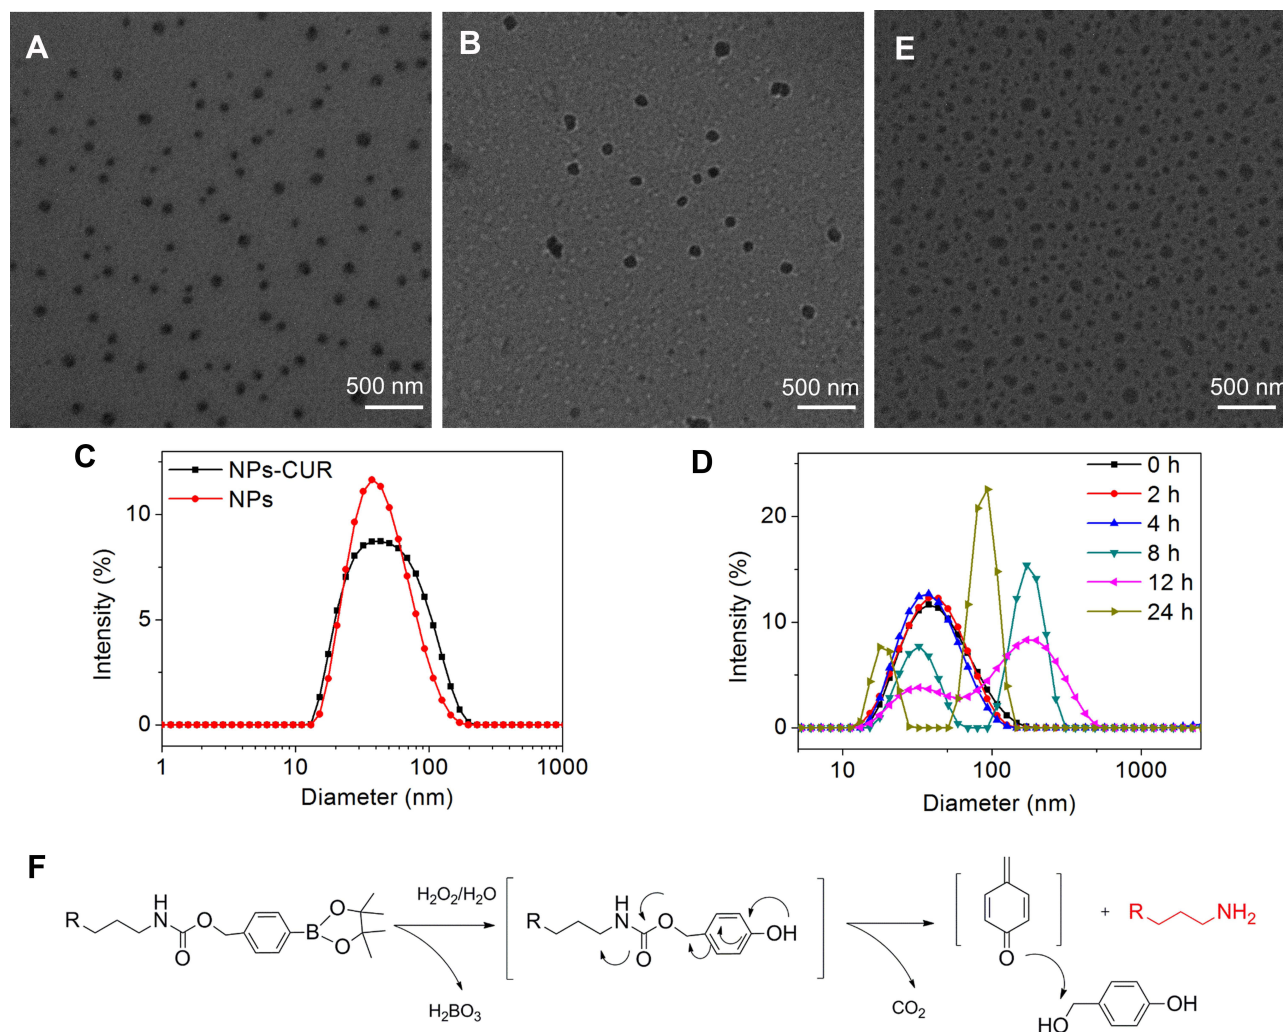 A
500 nm
B
500 nm
E
500 nm
C
NPs-CUR
NPs
10
5
0
Intensity (%)
1
10
100
1000
Diameter (nm)
D
0 h
2 h
4 h
8 h
12 h
24 h
20
10
0
Intensity (%)
10
100
1000
Diameter (nm)
F
R
H
N
O
O
B
O
O
H₂O₂/H₂O
H₂BO₃
R
H
N
O
O
OH
CO₂
O
+
R
NH₂
HO
OH